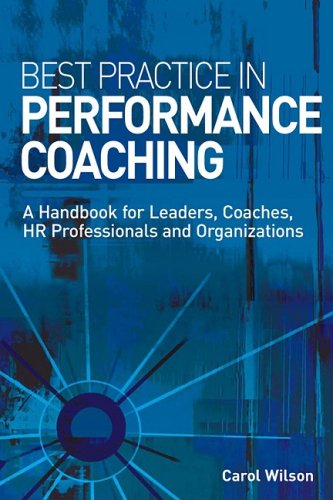 BEST PRACTICE IN
PERFORMANCE
COACHING
A Handbook for Leaders, Coaches,
HR Professionals and Organizations
Carol Wilson